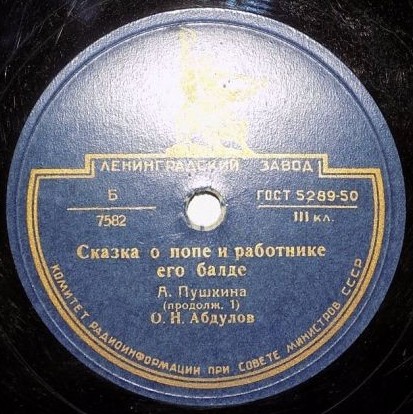 ЛЕНИНГРАДСКИЙ ЗАВОД
Б
7582
ГОСТ 5289-50
III кл.
Сказка о попе и работнике
его балде
А. Пушкина
(продолж. 1)
О. Н. Абдулов
КОМИТЕТ РАДИОИНФОРМАЦИИ ПРИ СОВЕТЕ МИНИСТРОВ СССР